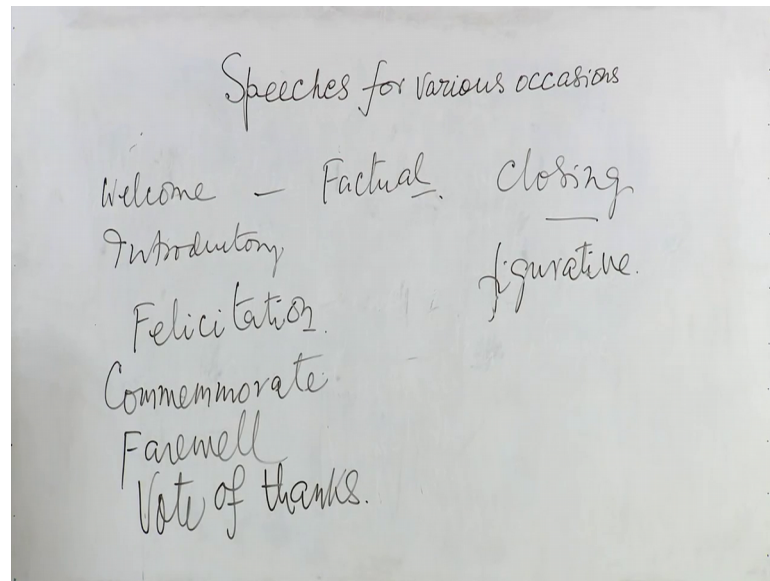 Speeches for various occasions
Welcome – Factual. Closing
Introductory
figurative.
Felicitation.
Commemmorate
Farewell
Vote of thanks.